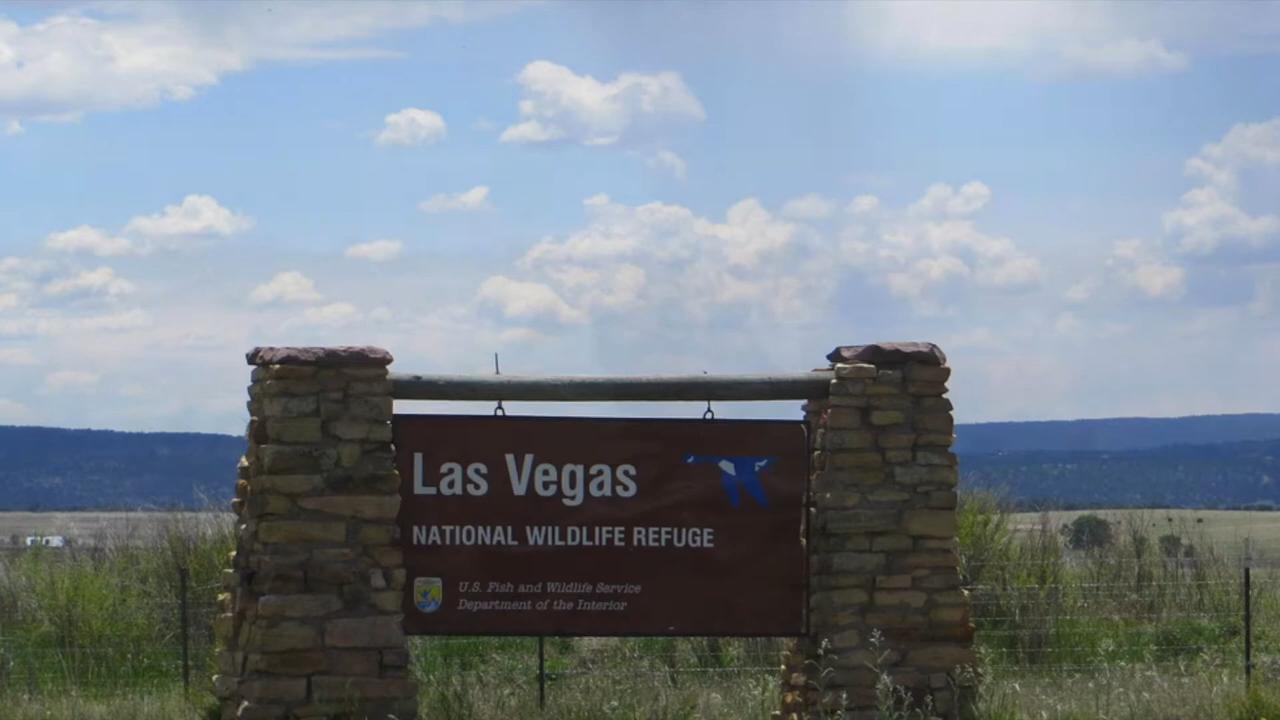 Las Vegas
NATIONAL WILDLIFE REFUGE
U.S. Fish and Wildlife Service
Department of the Interior